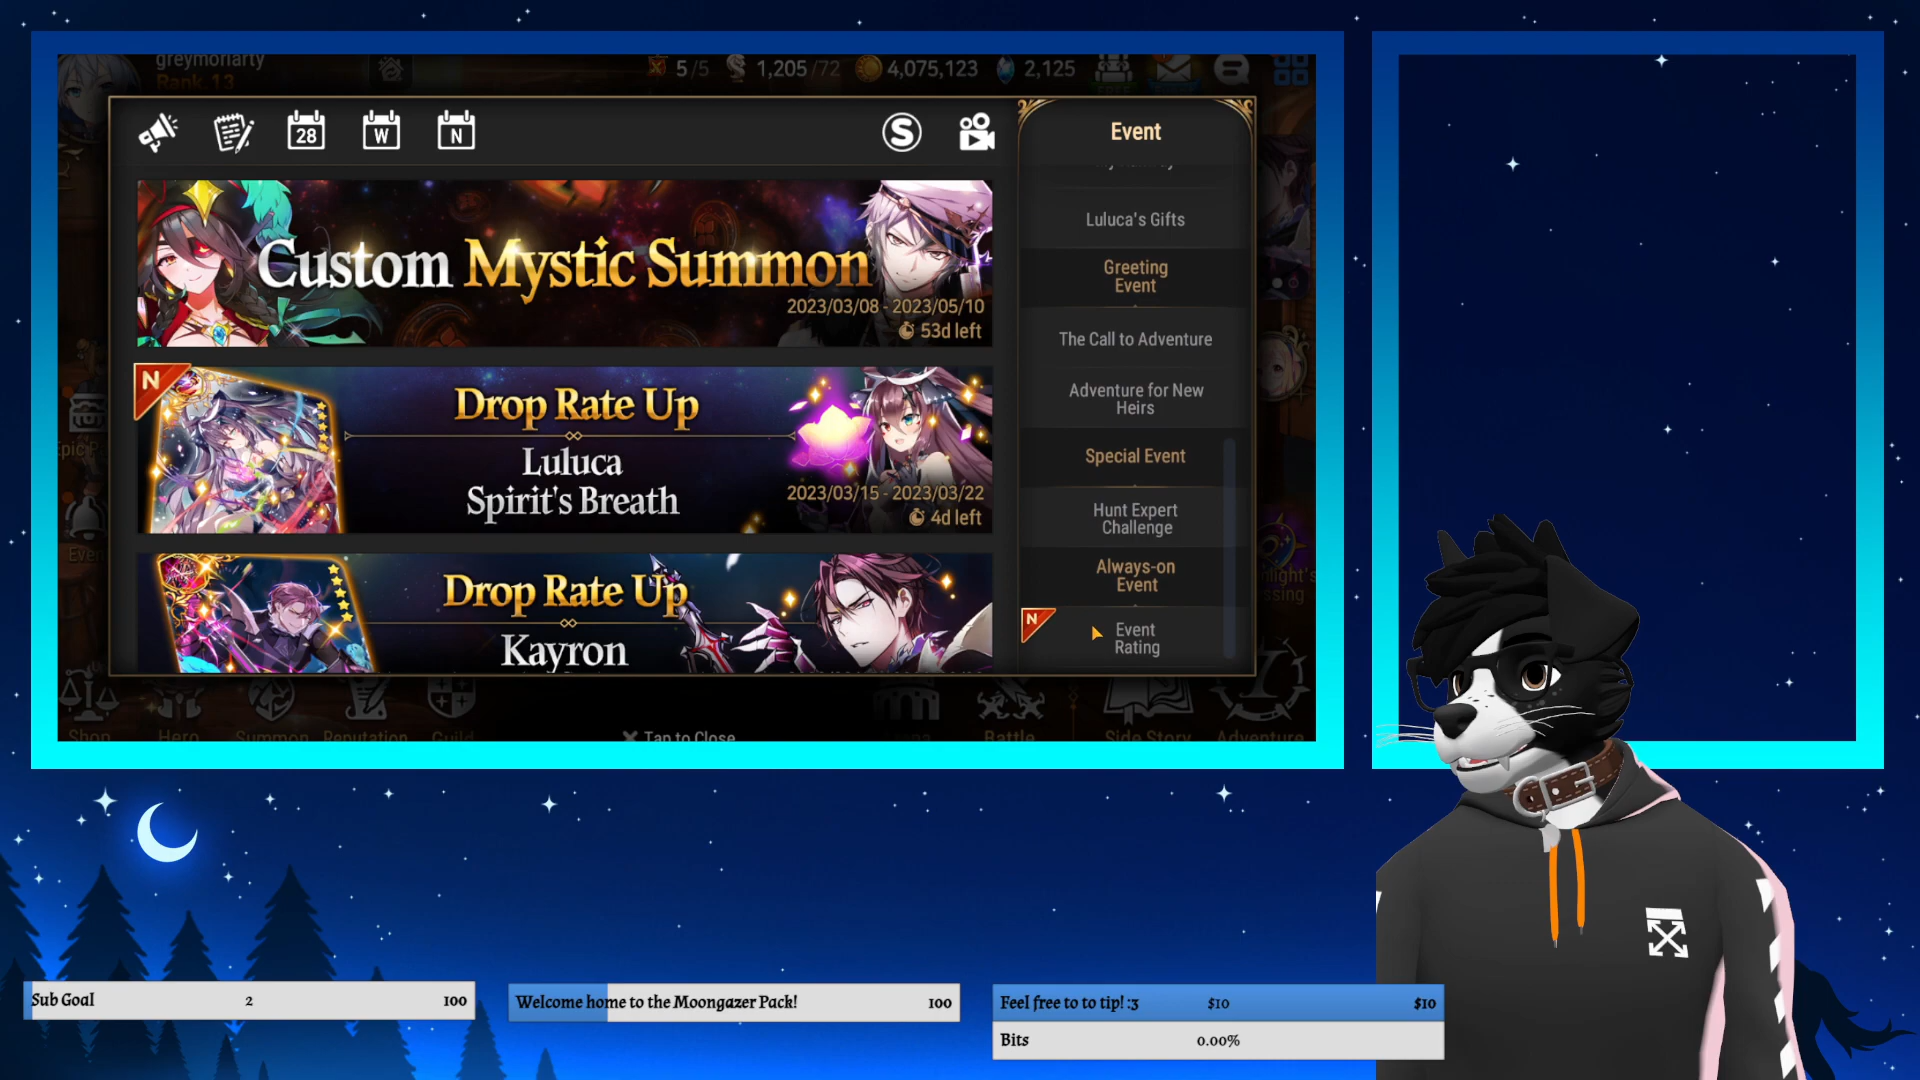 greymoriarty
Rank.13
5/5
1,205/72
4,075,123
2,125
28
W
N
S
Custom Mystic Summon
2023/03/08 - 2023/05/10
53d left
N
Drop Rate Up
Luluca
Spirit's Breath
2023/03/15 - 2023/03/22
4d left
Drop Rate Up
Kayron
Event
Luluca's Gifts
Greeting
Event
The Call to Adventure
Adventure for New
Heirs
Special Event
Hunt Expert
Challenge
Always-on
Event
N
Event
Rating
Shop
Hero
Summon
Reputation
Guild
Tap to Close
Battle
Side Story
Adventure
Sub Goal
2
100
Welcome home to the Moongazer Pack!
100
Feel free to to tip! :3
$10
$10
Bits
0.00%